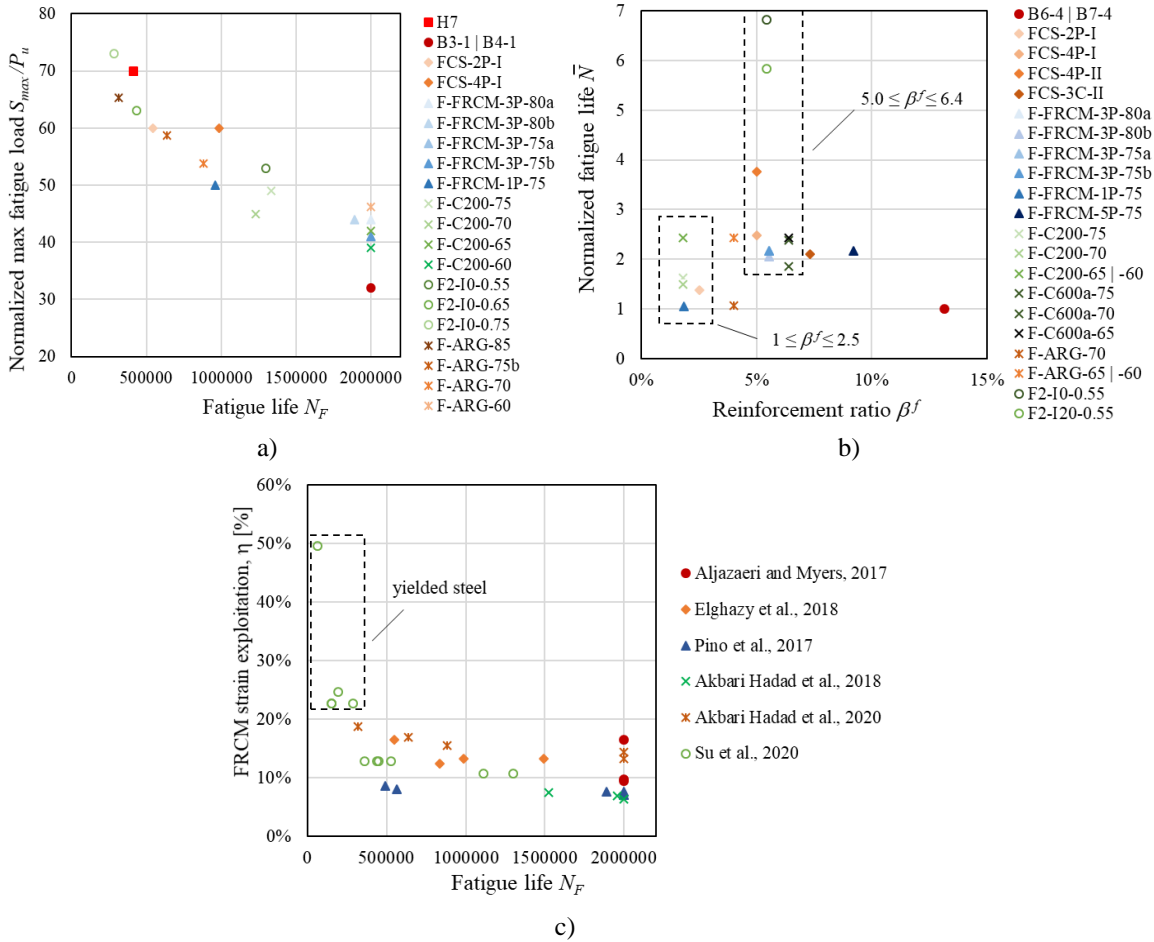 80
70
60
50
40
30
20
Normalized max fatigue load S_max/P_u
0
500000
1000000
1500000
2000000
Fatigue life N_F
H7
B3-1 | B4-1
FCS-2P-I
FCS-4P-I
F-FRCM-3P-80a
F-FRCM-3P-80b
F-FRCM-3P-75a
F-FRCM-3P-75b
F-FRCM-1P-75
F-C200-75
F-C200-70
F-C200-65
F-C200-60
F2-I0-0.55
F2-I0-0.65
F2-I0-0.75
F-ARG-85
F-ARG-75b
F-ARG-70
F-ARG-60
a)
7
6
5
4
3
2
1
0
Normalized fatigue life N̄
5.0 ≤ β^f ≤ 6.4
1 ≤ β^f ≤ 2.5
0%
5%
10%
15%
Reinforcement ratio β^f
B6-4 | B7-4
FCS-2P-I
FCS-4P-I
FCS-4P-II
FCS-3C-II
F-FRCM-3P-80a
F-FRCM-3P-80b
F-FRCM-3P-75a
F-FRCM-3P-75b
F-FRCM-1P-75
F-FRCM-5P-75
F-C200-75
F-C200-70
F-C200-65 | -60
F-C600a-75
F-C600a-70
F-C600a-65
F-ARG-70
F-ARG-65 | -60
F2-I0-0.55
F2-I20-0.55
b)
60%
50%
40%
30%
20%
10%
0%
FRCM strain exploitation, η [%]
yielded steel
0
500000
1000000
1500000
2000000
Fatigue life N_F
Aljazaeri and Myers, 2017
Elghazy et al., 2018
Pino et al., 2017
Akbari Hadad et al., 2018
Akbari Hadad et al., 2020
Su et al., 2020
c)